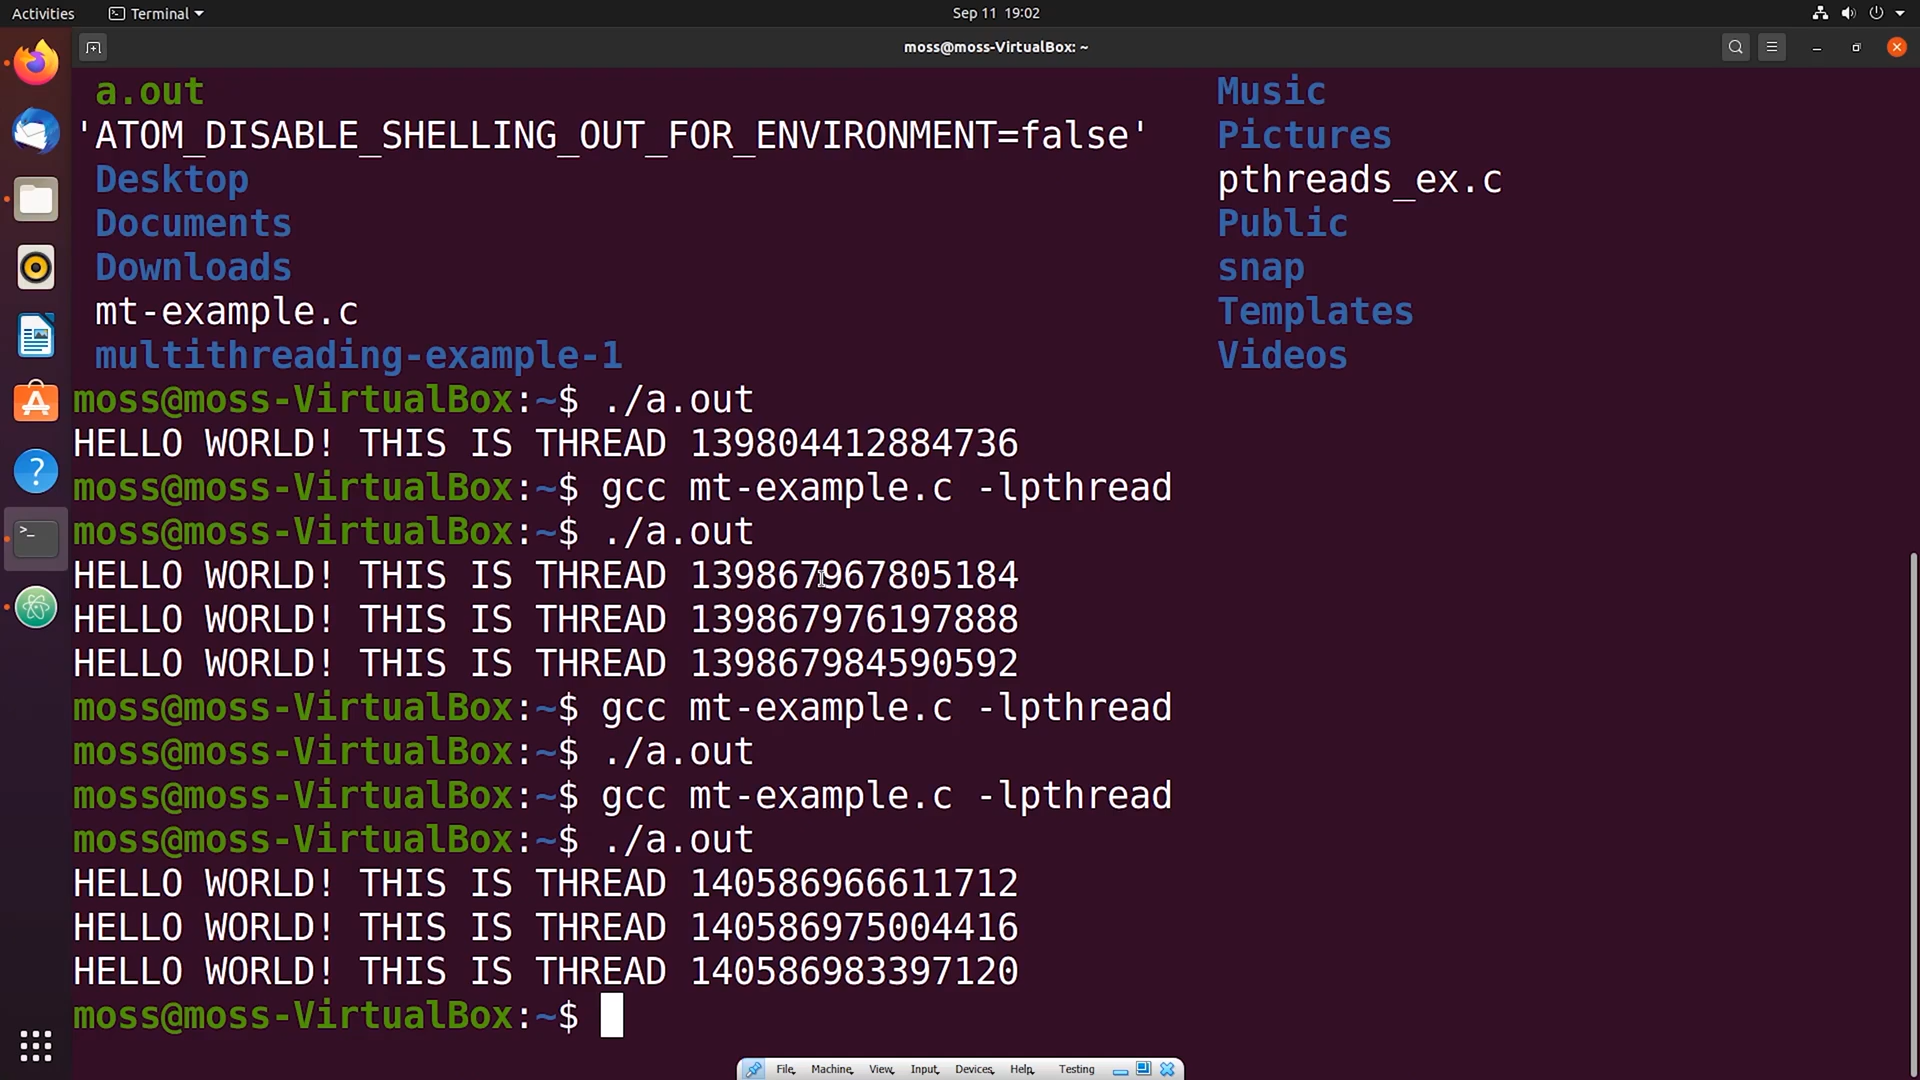 Activities Terminal Sep 11 19:02
moss@moss-VirtualBox: ~
a.out Music
'ATOM_DISABLE_SHELLING_OUT_FOR_ENVIRONMENT=false' Pictures
Desktop pthreads_ex.c
Documents Public
Downloads snap
mt-example.c Templates
multithreading-example-1 Videos
moss@moss-VirtualBox:~$ ./a.out
HELLO WORLD! THIS IS THREAD 139804412884736
moss@moss-VirtualBox:~$ gcc mt-example.c -lpthread
moss@moss-VirtualBox:~$ ./a.out
HELLO WORLD! THIS IS THREAD 139867967805184
HELLO WORLD! THIS IS THREAD 139867976197888
HELLO WORLD! THIS IS THREAD 139867984590592
moss@moss-VirtualBox:~$ gcc mt-example.c -lpthread
moss@moss-VirtualBox:~$ ./a.out
moss@moss-VirtualBox:~$ gcc mt-example.c -lpthread
moss@moss-VirtualBox:~$ ./a.out
HELLO WORLD! THIS IS THREAD 140586966611712
HELLO WORLD! THIS IS THREAD 140586975004416
HELLO WORLD! THIS IS THREAD 140586983397120
moss@moss-VirtualBox:~$
File Machine View Input Devices Help Testing